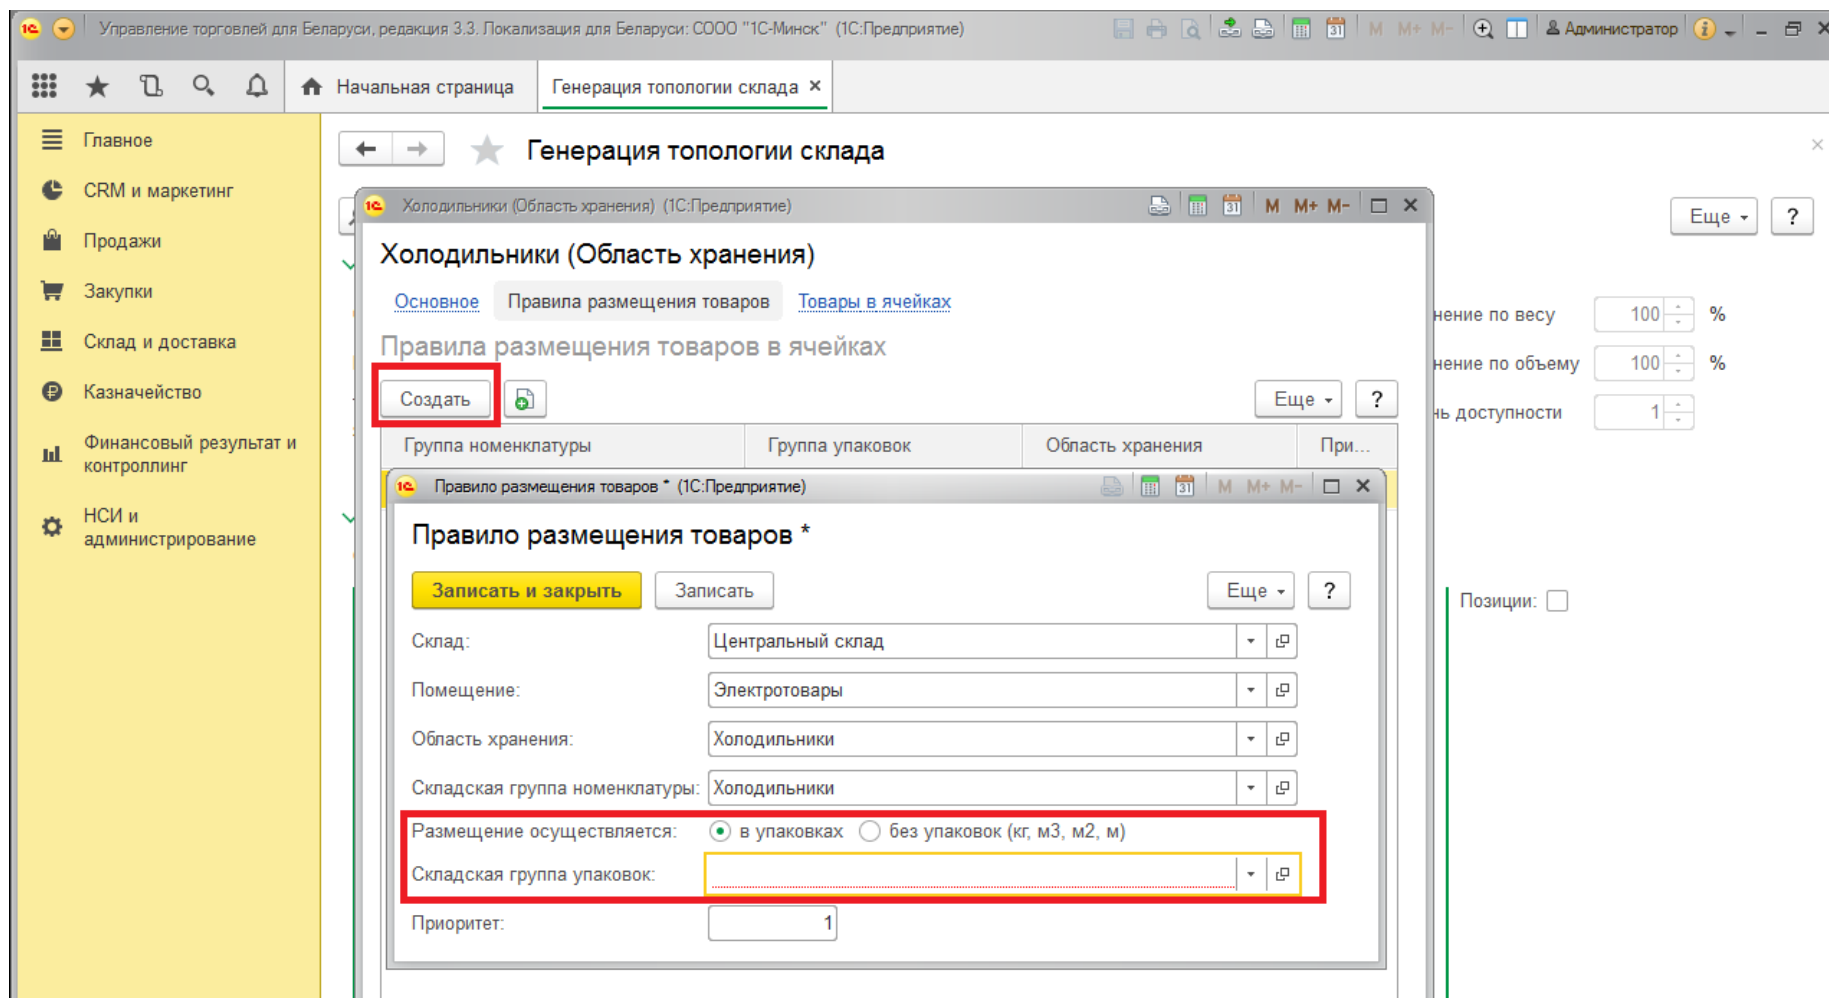 Управление торговлей для Беларуси, редакция 3.3. Локализация для Беларуси: СООО "1С-Минск" (1С:Предприятие)
M M+ M- Администратор
Начальная страница
Генерация топологии склада ×
Главное
CRM и маркетинг
Продажи
Закупки
Склад и доставка
Казначейство
Финансовый результат и
контроллинг
НСИ и
администрирование
Генерация топологии склада
Еще ?
Холодильники (Область хранения) (1С:Предприятие)
31 M M+ M-
Холодильники (Область хранения)
Основное Правила размещения товаров Товары в ячейках
нение по весу 100 %
нение по объему 100 %
нь доступности 1
Правила размещения товаров в ячейках
Создать Еще ?
Группа номенклатуры Группа упаковок Область хранения При...
Правило размещения товаров * (1С:Предприятие)
31 M M+ M-
Правило размещения товаров *
Записать и закрыть Записать Еще ?
Позиции:
Склад: Центральный склад
Помещение: Электротовары
Область хранения: Холодильники
Складская группа номенклатуры: Холодильники
Размещение осуществляется: в упаковках без упаковок (кг, м3, м2, м)
Складская группа упаковок:
Приоритет: 1